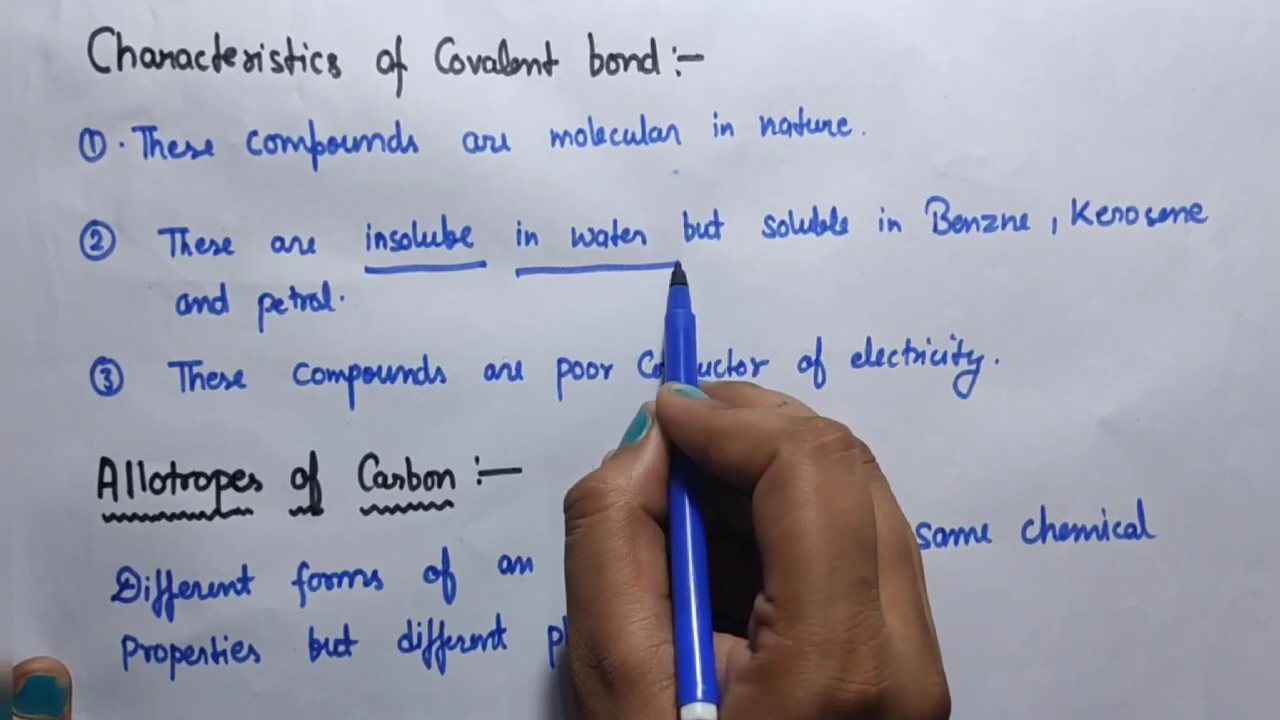 Characteristics of Covalent bond :-
① . These compounds are molecular in nature.
② These are insolube in water but soluble in Benzne , Kerosene
and petrol.
③ These compounds are poor of electricity.
Allotropes of Carbon :-
Different forms of an same chemical
properties but different